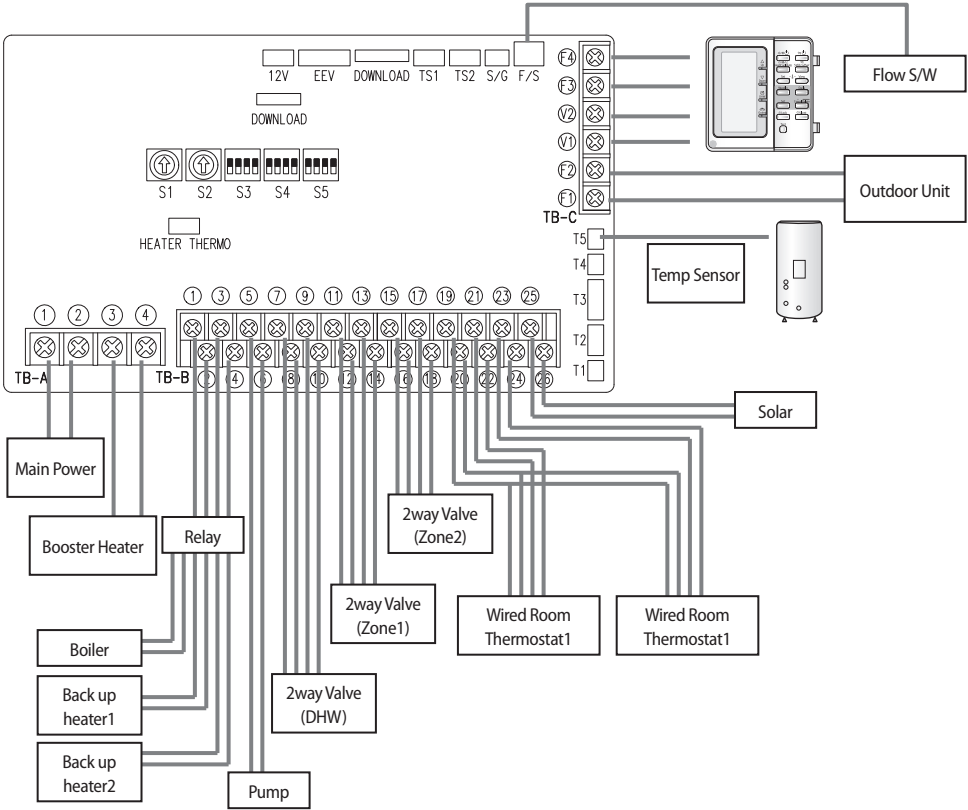 12V EEV DOWNLOAD TS1 TS2 S/G F/S
DOWNLOAD
S1 S2 S3 S4 S5
HEATER THERMO
F4
F3
V2
V1
F2
F1
TB-C
T5
T4
T3
T2
T1
Flow S/W
Outdoor Unit
Temp Sensor
1 2 3 4
TB-A
1 3 5 7 9 11 13 15 17 19 21 23 25
TB-B
2 4 6 8 10 12 14 16 18 20 22 24 26
Solar
Main Power
Booster Heater
Relay
2way Valve
(Zone2)
2way Valve
(Zone1)
Wired Room
Thermostat1
Wired Room
Thermostat1
Boiler
Back up
heater1
2way Valve
(DHW)
Back up
heater2
Pump